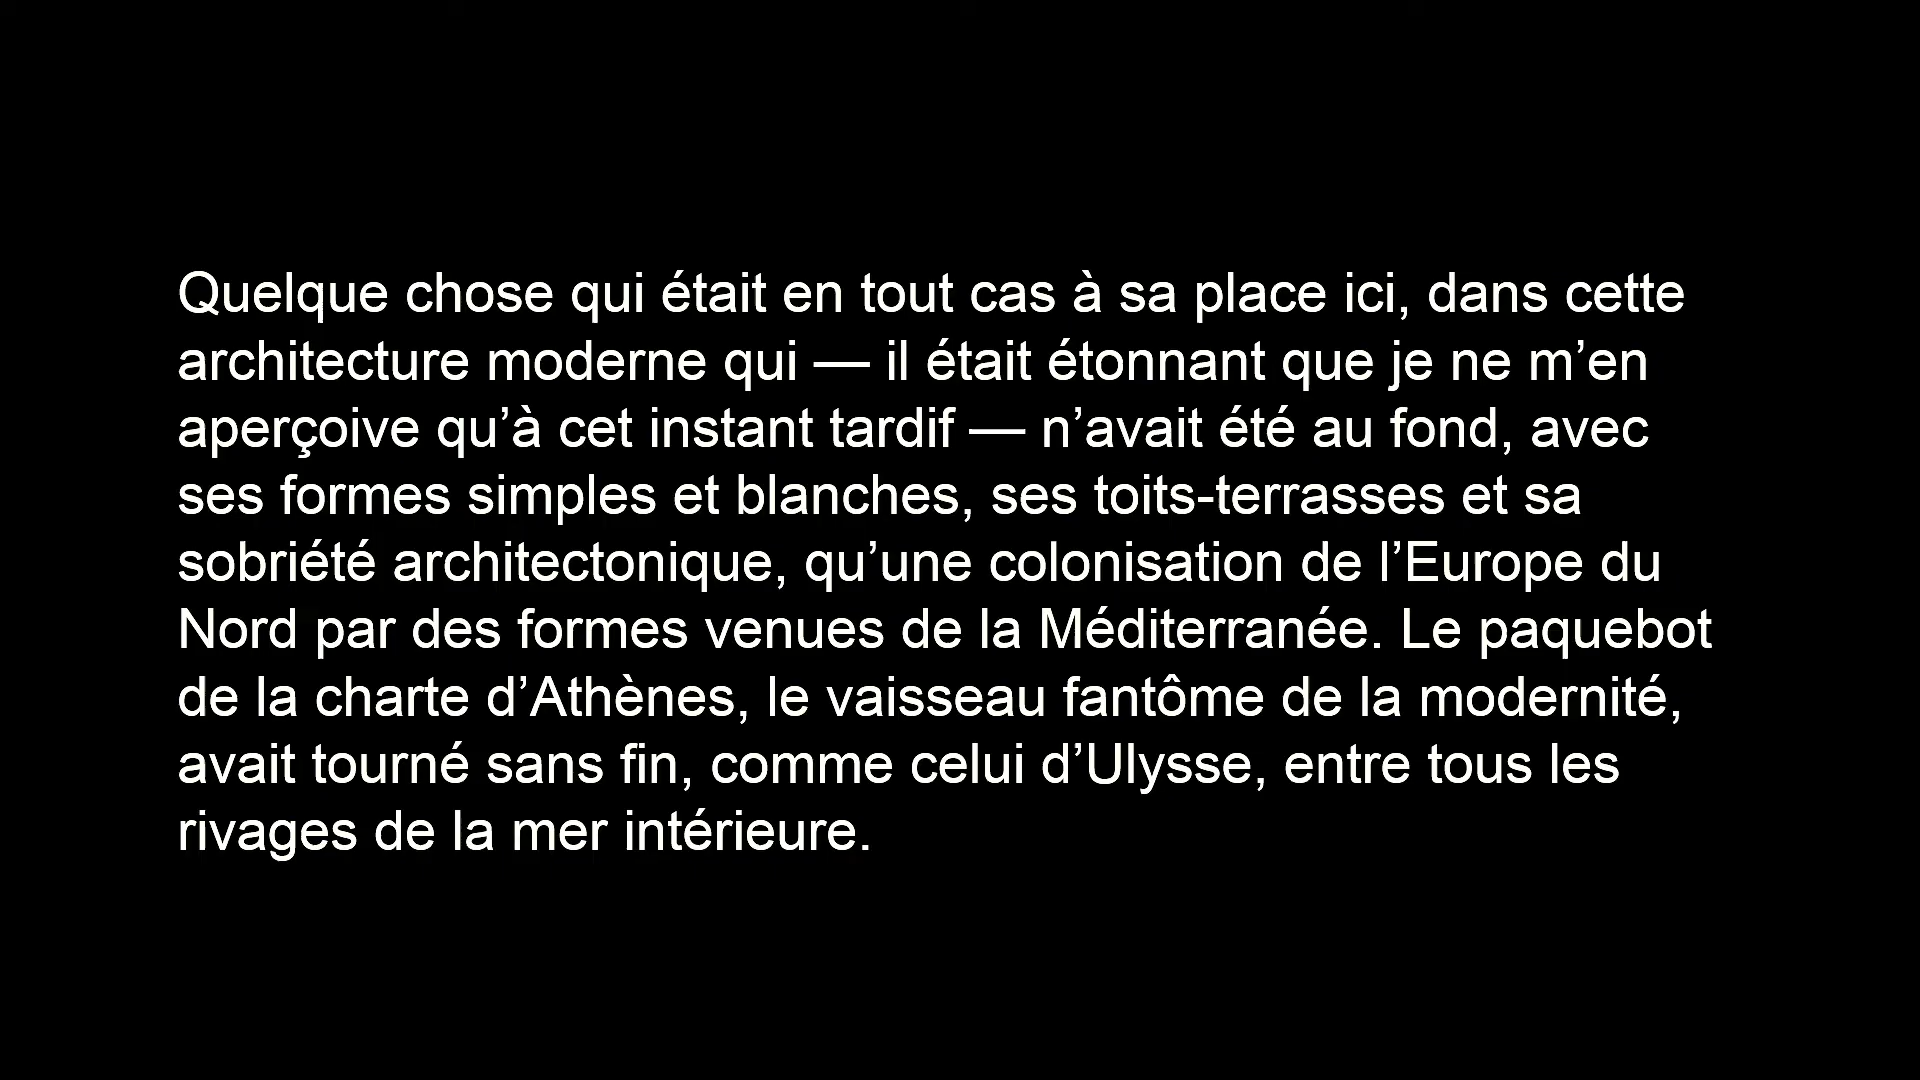 Quelque chose qui était en tout cas à sa place ici, dans cette
architecture moderne qui — il était étonnant que je ne m’en
aperçoive qu’à cet instant tardif — n’avait été au fond, avec
ses formes simples et blanches, ses toits-terrasses et sa
sobriété architectonique, qu’une colonisation de l’Europe du
Nord par des formes venues de la Méditerranée. Le paquebot
de la charte d’Athènes, le vaisseau fantôme de la modernité,
avait tourné sans fin, comme celui d’Ulysse, entre tous les
rivages de la mer intérieure.